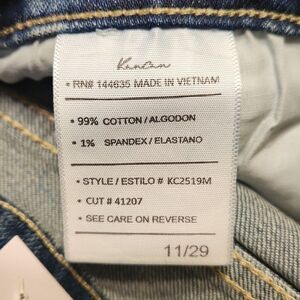 KanCan
• RN# 144635 MADE IN VIETNAM
• 99% COTTON / ALGODON
• 1% SPANDEX / ELASTANO
• STYLE / ESTILO # KC2519M
• CUT # 41207
• SEE CARE ON REVERSE
11/29